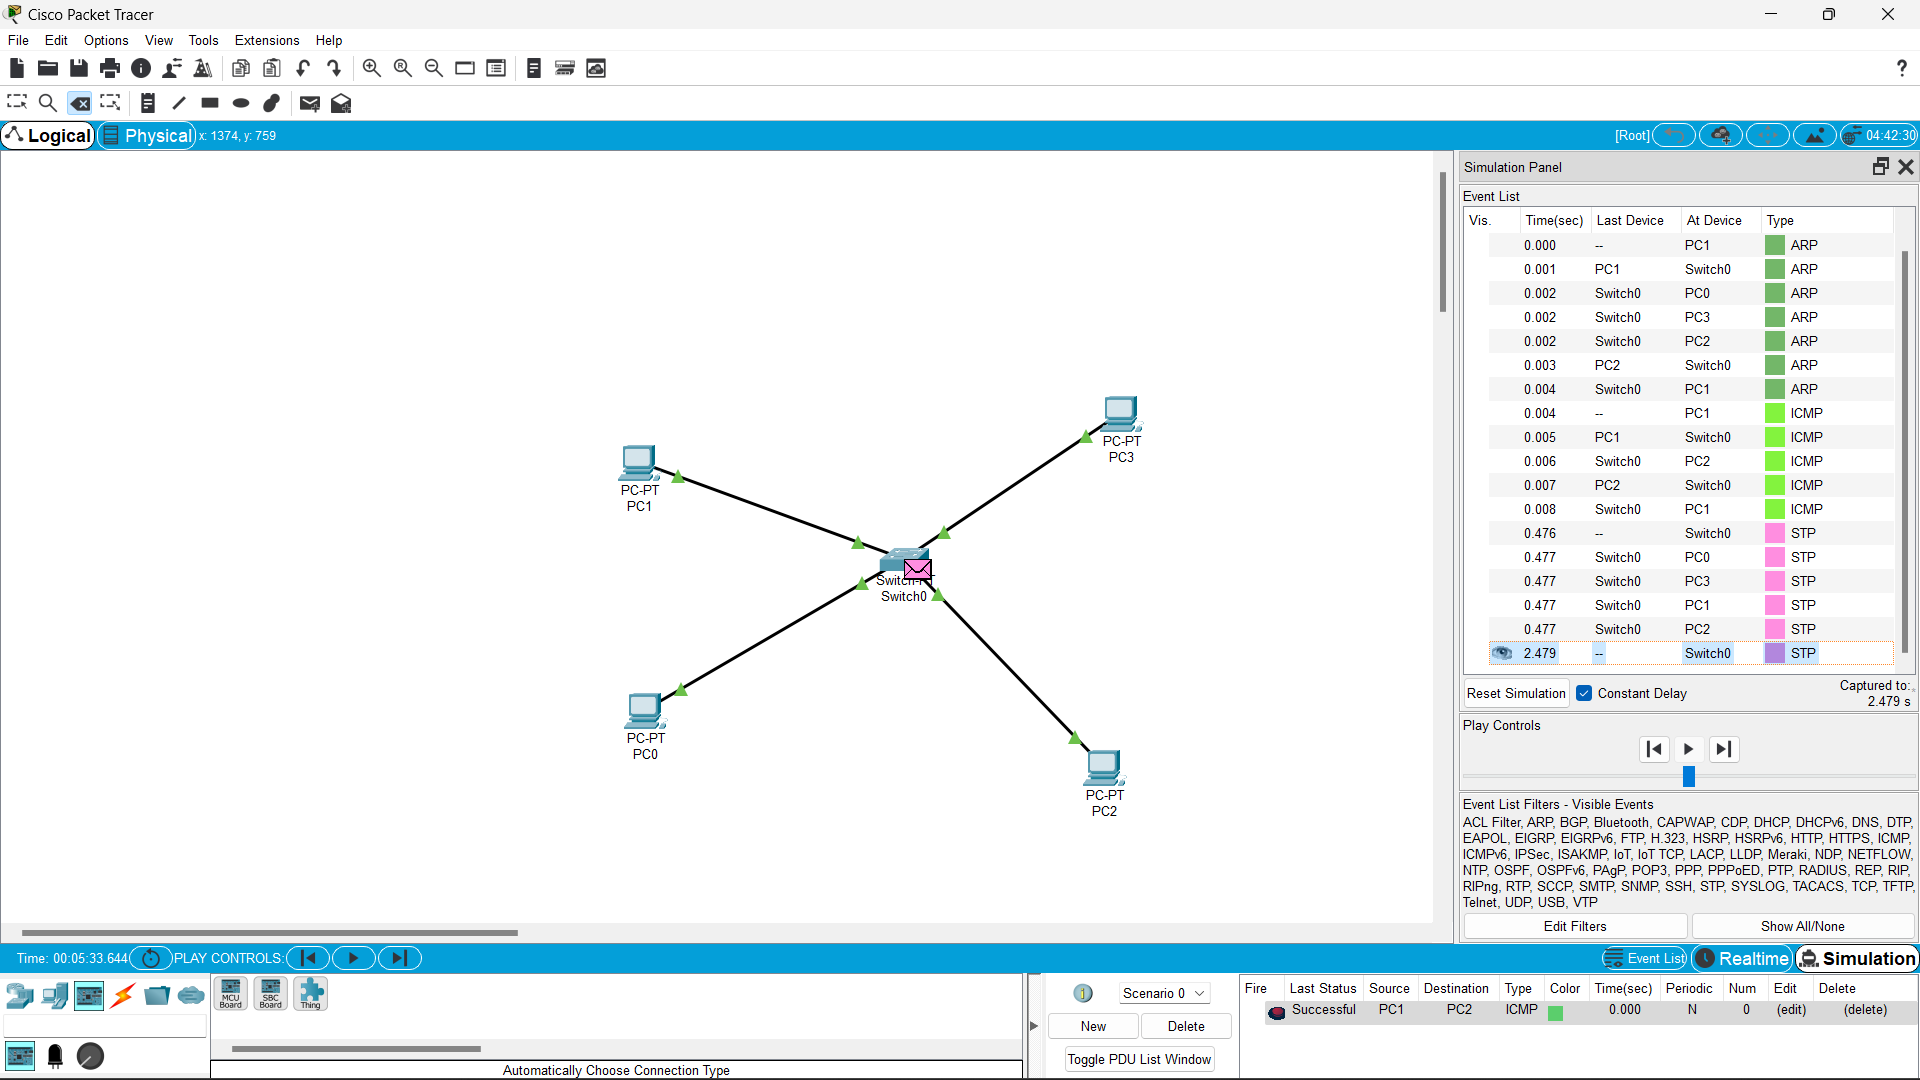 Cisco Packet Tracer
File Edit Options View Tools Extensions Help
?
Logical Physical x: 1374, y: 759 [Root] 04:42:30
Simulation Panel
Event List
Vis. Time(sec) Last Device At Device Type
0.000 -- PC1 ARP
0.001 PC1 Switch0 ARP
0.002 Switch0 PC0 ARP
0.002 Switch0 PC3 ARP
0.002 Switch0 PC2 ARP
0.003 PC2 Switch0 ARP
0.004 Switch0 PC1 ARP
0.004 -- PC1 ICMP
0.005 PC1 Switch0 ICMP
0.006 Switch0 PC2 ICMP
0.007 PC2 Switch0 ICMP
0.008 Switch0 PC1 ICMP
0.476 -- Switch0 STP
0.477 Switch0 PC0 STP
0.477 Switch0 PC3 STP
0.477 Switch0 PC1 STP
0.477 Switch0 PC2 STP
2.479 -- Switch0 STP
Reset Simulation Constant Delay Captured to:
2.479 s
Play Controls
Event List Filters - Visible Events
ACL Filter, ARP, BGP, Bluetooth, CAPWAP, CDP, DHCP, DHCPv6, DNS, DTP,
EAPOL, EIGRP, EIGRPv6, FTP, H.323, HSRP, HSRPv6, HTTP, HTTPS, ICMP,
ICMPv6, IPSec, ISAKMP, IoT, IoT TCP, LACP, LLDP, Meraki, NDP, NETFLOW,
NTP, OSPF, OSPFv6, PAgP, POP3, PPP, PPPoED, PTP, RADIUS, REP, RIP,
RIPng, RTP, SCCP, SMTP, SNMP, SSH, STP, SYSLOG, TACACS, TCP, TFTP,
Telnet, UDP, USB, VTP
Edit Filters Show All/None
PC-PT
PC3
PC-PT
PC1
Switch0
PC-PT
PC0
PC-PT
PC2
Time: 00:05:33.644 PLAY CONTROLS: Event List Realtime Simulation
MCU Board
SBC Board
Thing
Automatically Choose Connection Type
Scenario 0
New Delete
Toggle PDU List Window
Fire Last Status Source Destination Type Color Time(sec) Periodic Num Edit Delete
Successful PC1 PC2 ICMP 0.000 N 0 (edit) (delete)